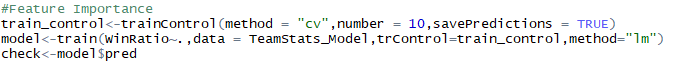 #Feature Importance
train_control<-trainControl(method = "cv",number = 10,savePredictions = TRUE)
model<-train(WinRatio~.,data = TeamStats_Model,trControl=train_control,method="lm")
check<-model$pred